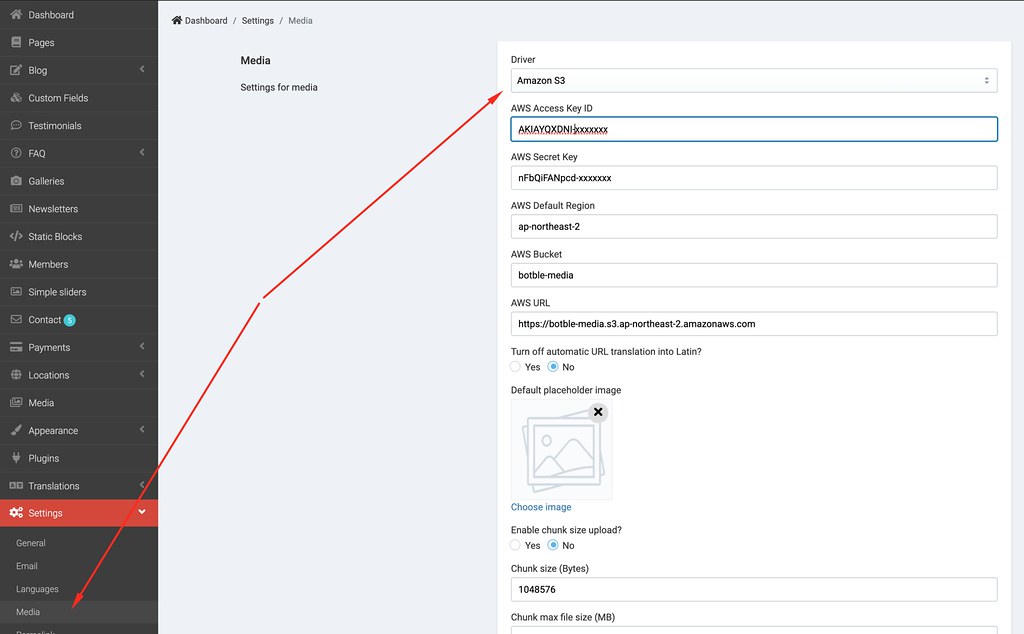 Dashboard
Pages
Blog
Custom Fields
Testimonials
FAQ
Galleries
Newsletters
Static Blocks
Members
Simple sliders
Contact 5
Payments
Locations
Media
Appearance
Plugins
Translations
Settings
General
Email
Languages
Media
Permalink
Dashboard / Settings / Media
Media
Settings for media
Driver
Amazon S3
AWS Access Key ID
AKIAYQXDNI-xxxxxxx
AWS Secret Key
nFbQiFANpcd-xxxxxxx
AWS Default Region
ap-northeast-2
AWS Bucket
botble-media
AWS URL
https://botble-media.s3.ap-northeast-2.amazonaws.com
Turn off automatic URL translation into Latin?
Yes No
Default placeholder image
Choose image
Enable chunk size upload?
Yes No
Chunk size (Bytes)
1048576
Chunk max file size (MB)